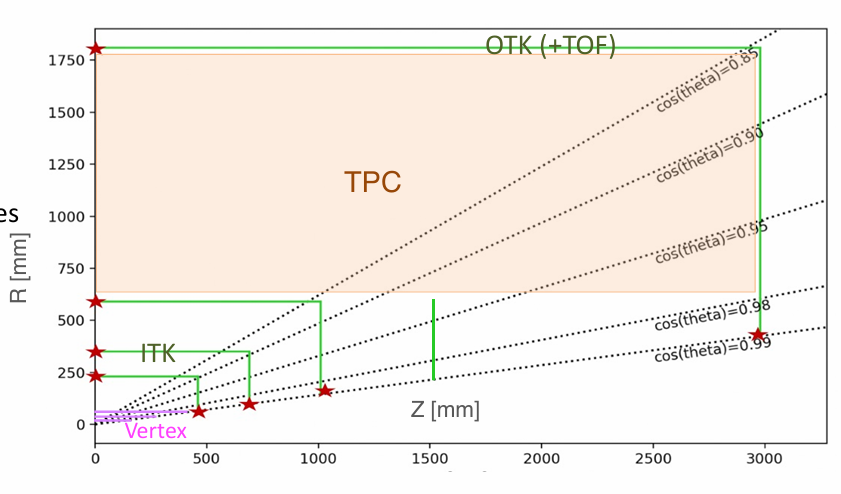 OTK (+TOF)
1750
cos(theta)=0.85
1500
cos(theta)=0.90
1250
TPC
es
1000
cos(theta)=0.95
750
R [mm]
500
cos(theta)=0.98
ITK
cos(theta)=0.99
250
Z [mm]
0
Vertex
0
500
1000
1500
2000
2500
3000